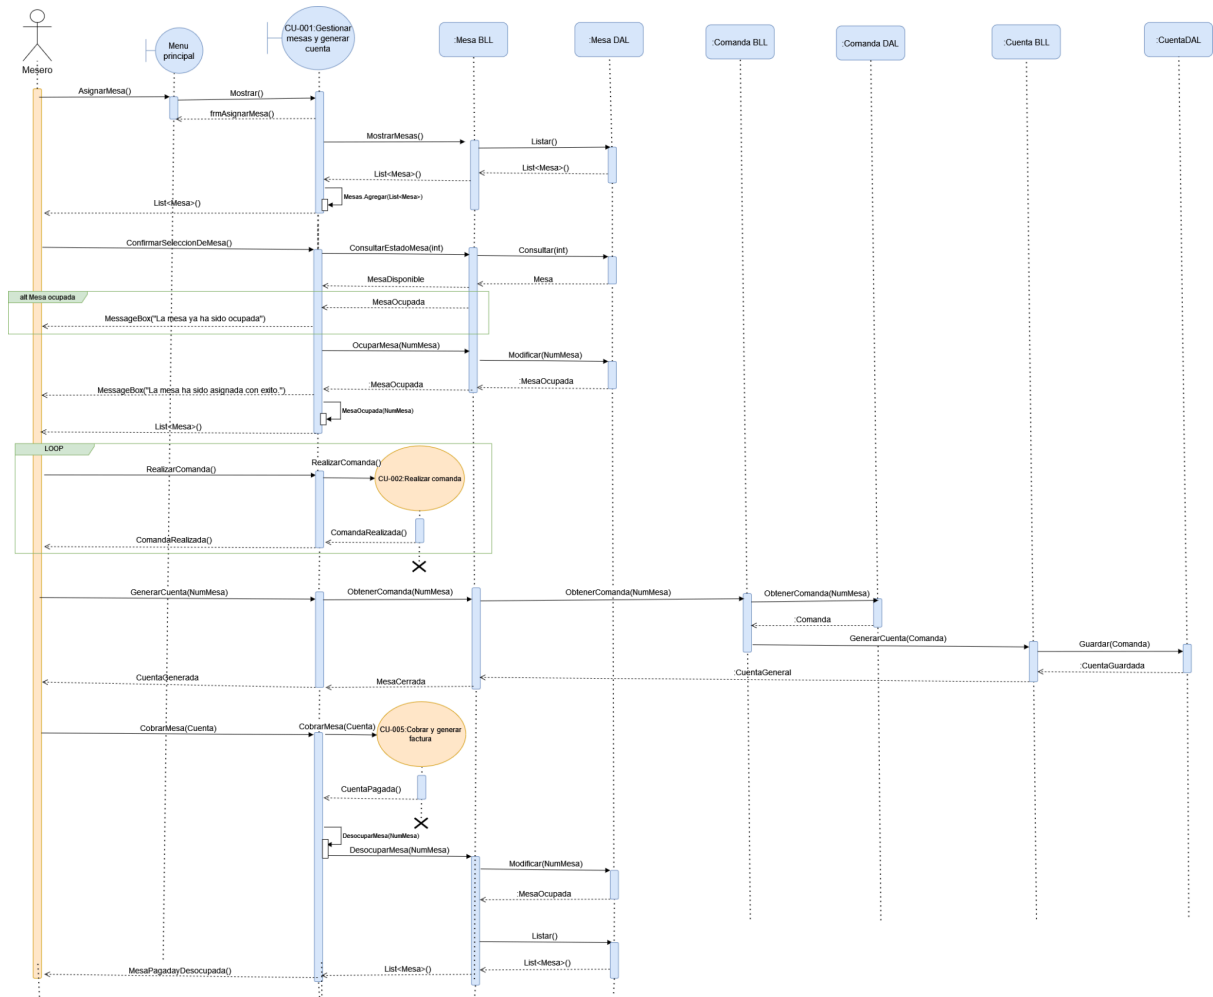 CU-001:Gestionar
mesas y generar
cuenta
Menu
principal
:Mesa BLL
:Mesa DAL
:Comanda BLL
:Comanda DAL
:Cuenta BLL
:CuentaDAL
Mesero
AsignarMesa()
Mostrar()
frmAsignarMesa()
MostrarMesas()
Listar()
List<Mesa>()
List<Mesa>()
Mesas.Agregar(List<Mesa>)
List<Mesa>()
ConfirmarSeleccionDeMesa()
ConsultarEstadoMesa(int)
Consultar(int)
MesaDisponible
Mesa
alt Mesa ocupada
MesaOcupada
MessageBox("La mesa ya ha sido ocupada")
OcuparMesa(NumMesa)
Modificar(NumMesa)
:MesaOcupada
:MesaOcupada
MessageBox("La mesa ha sido asignada con exito.")
MesaOcupada(NumMesa)
List<Mesa>()
LOOP
RealizarComanda()
RealizarComanda()
CU-002:Realizar comanda
ComandaRealizada()
ComandaRealizada()
GenerarCuenta(NumMesa)
ObtenerComanda(NumMesa)
ObtenerComanda(NumMesa)
ObtenerComanda(NumMesa)
:Comanda
GenerarCuenta(Comanda)
Guardar(Comanda)
:CuentaGuardada
:CuentaGeneral
CuentaGenerada
MesaCerrada
CobrarMesa(Cuenta)
CobrarMesa(Cuenta)
CU-005:Cobrar y generar
factura
CuentaPagada()
DesocuparMesa(NumMesa)
DesocuparMesa(NumMesa)
Modificar(NumMesa)
:MesaOcupada
Listar()
List<Mesa>()
List<Mesa>()
MesaPagadayDesocupada()